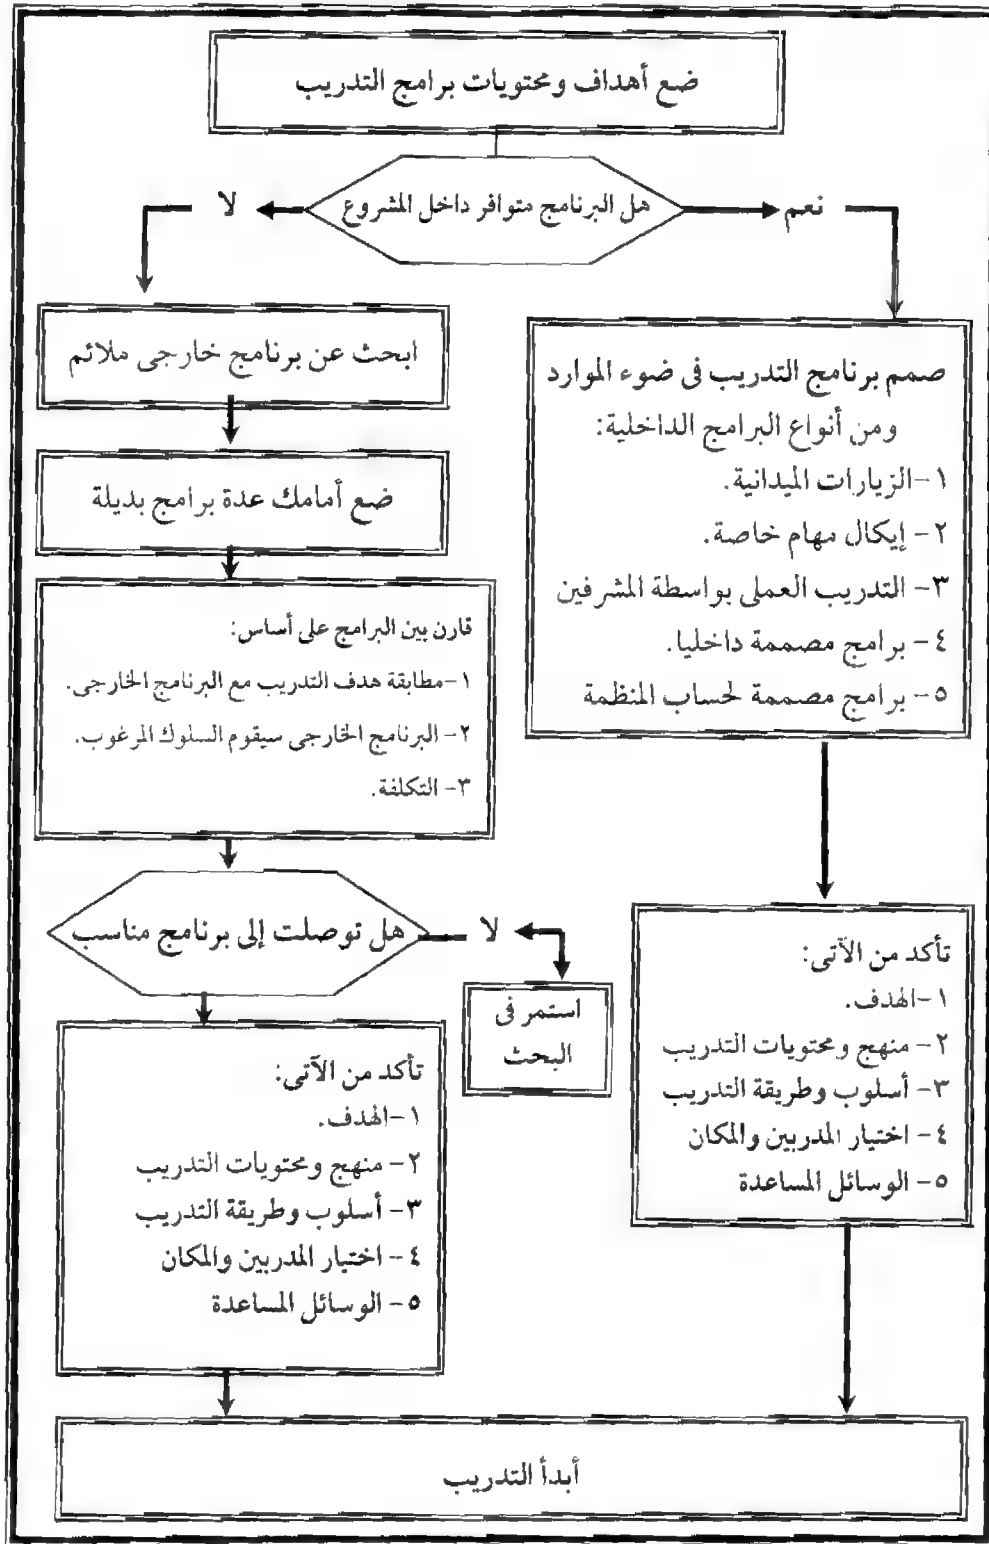 ضع أهداف ومحتويات برامج التدريب
هل البرنامج متوافر داخل المشروع
نعم
لا
صمم برنامج التدريب فى ضوء الموارد
ومن أنواع البرامج الداخلية:
١-الزيارات الميدانية.
٢- إيكال مهام خاصة.
٣- التدريب العملى بواسطة المشرفين
٤- برامج مصممة داخليا.
٥- برامج مصممة لحساب المنظمة
تأكد من الآتى:
١-الهدف.
٢- منهج ومحتويات التدريب
٣- أسلوب وطريقة التدريب
٤- اختيار المدربين والمكان
٥- الوسائل المساعدة
ابحث عن برنامج خارجى ملائم
ضع أمامك عدة برامج بديلة
قارن بين البرامج على أساس:
١-مطابقة هدف التدريب مع البرنامج الخارجى.
٢- البرنامج الخارجى سيقوم السلوك المرغوب.
٣- التكلفة.
هل توصلت إلى برنامج مناسب
لا
استمر فى
البحث
تأكد من الآتى:
١-الهدف.
٢- منهج ومحتويات التدريب
٣- أسلوب وطريقة التدريب
٤- اختيار المدربين والمكان
٥- الوسائل المساعدة
أبدأ التدريب